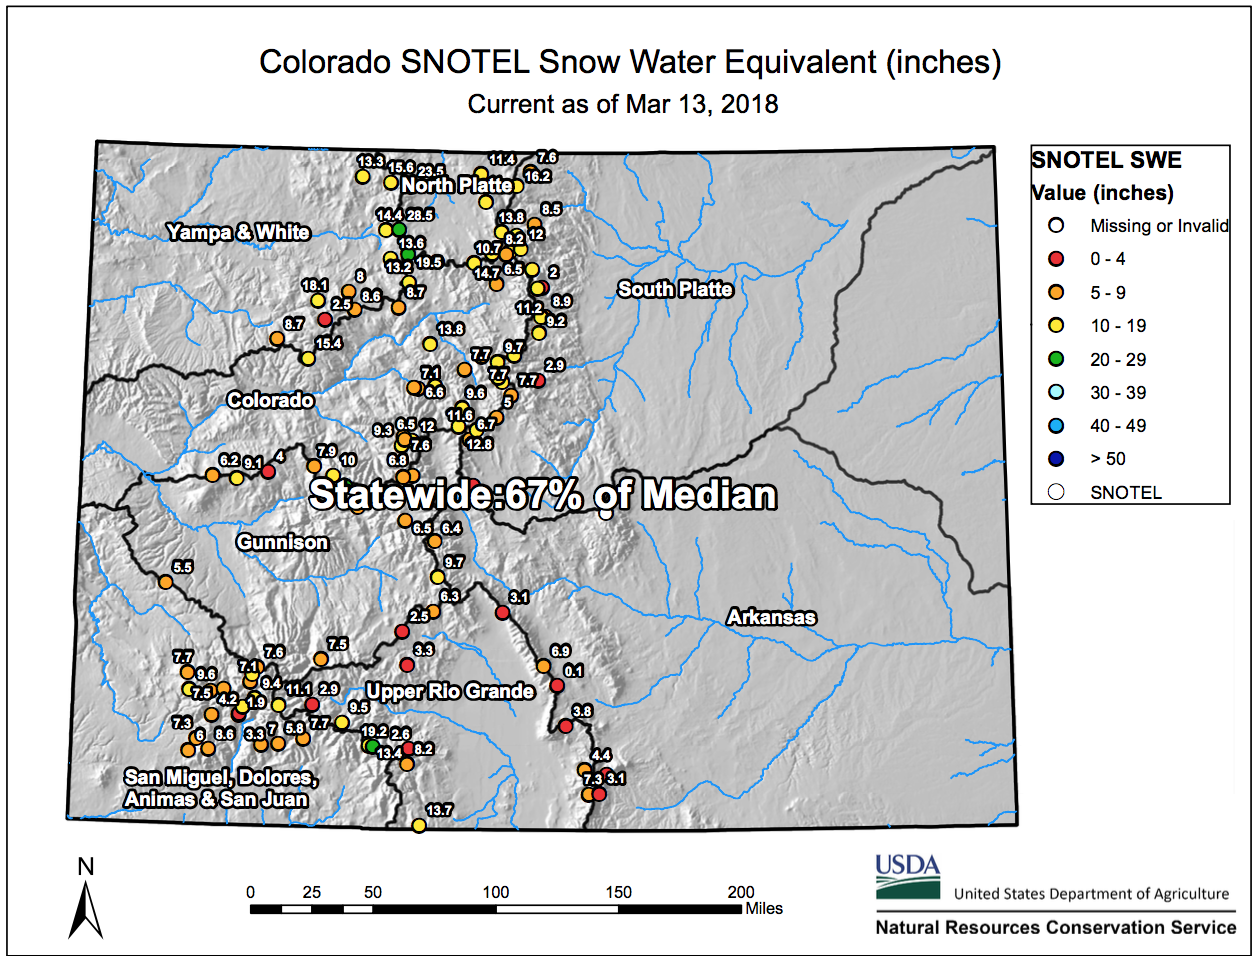 Colorado SNOTEL Snow Water Equivalent (inches)
Current as of Mar 13, 2018
SNOTEL SWE
Value (inches)
Missing or Invalid
0 - 4
5 - 9
10 - 19
20 - 29
30 - 39
40 - 49
> 50
SNOTEL
13.3 15.6 23.5 11.4 7.6
North Platte 16.2
14.4 28.5 13.8 8.5
Yampa & White
13.6 10.7 8.2 12
13.2 19.5 14.7 6.5 2
18.1 8 South Platte
2.5 8.6 8.7 11.2 8.9
8.7 9.2
15.4 13.8
7.7 9.7
7.1 7.7 7.7 2.9
Colorado 6.6 9.6 5
9.3 6.5 12 11.6 6.7
7.6 12.8
6.2 9.1 4 7.9 10 6.8
Statewide:67% of Median
6.5 6.4
Gunnison
5.5 9.7
6.3
2.5 3.1
Arkansas
7.7 7.6 7.5 3.3
7.1 6.9
9.6 9.4 0.1
7.5 4.2 1.9 11.1 2.9 Upper Rio Grande
9.5 3.8
7.3 6 8.6 3.3 7 5.8 7.7 19.2 2.6
13.4 8.2
4.4
7.3 3.1
San Miguel, Dolores,
Animas & San Juan
13.7
N
0 25 50 100 150 200
Miles
USDA
United States Department of Agriculture
Natural Resources Conservation Service